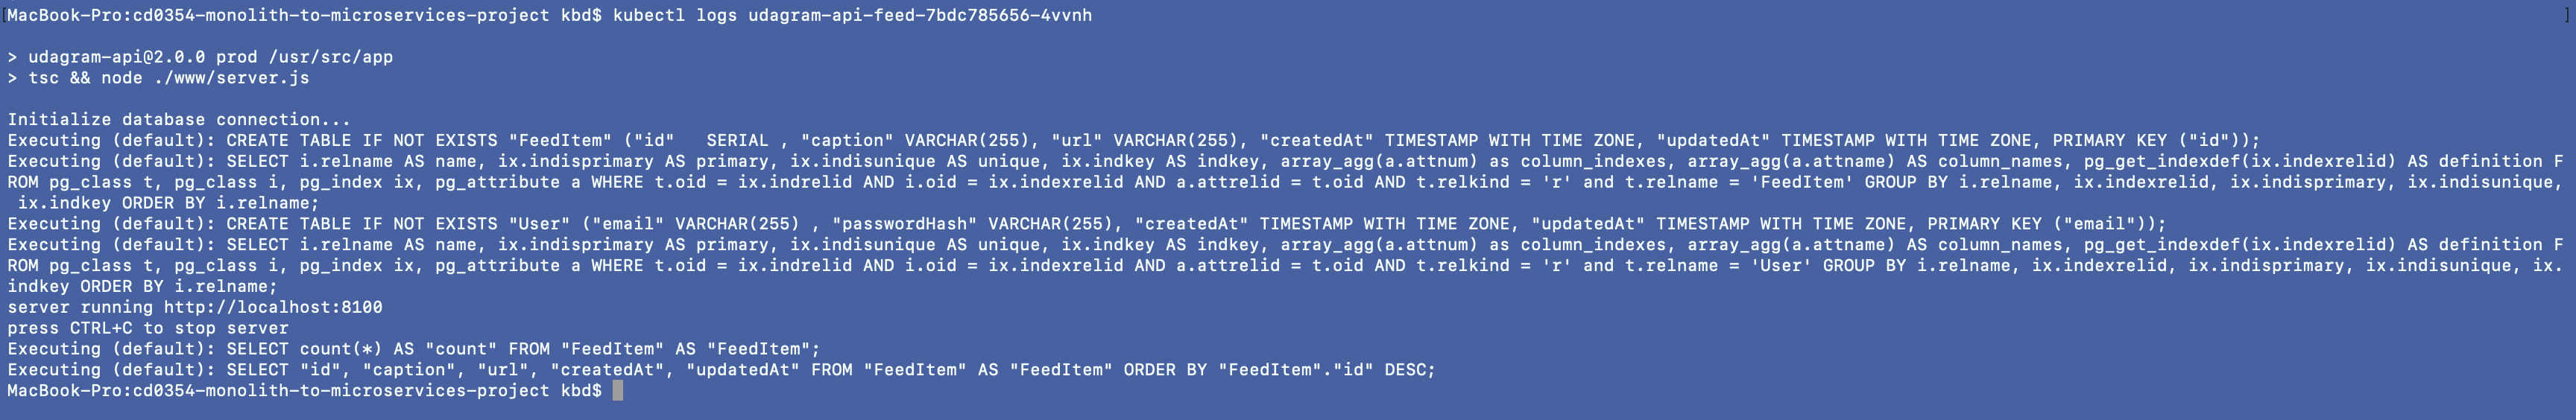 [MacBook-Pro:cd0354-monolith-to-microservices-project kbd$ kubectl logs udagram-api-feed-7bdc785656-4vvnh ]
> udagram-api@2.0.0 prod /usr/src/app
> tsc && node ./www/server.js
Initialize database connection...
Executing (default): CREATE TABLE IF NOT EXISTS "FeedItem" ("id"   SERIAL , "caption" VARCHAR(255), "url" VARCHAR(255), "createdAt" TIMESTAMP WITH TIME ZONE, "updatedAt" TIMESTAMP WITH TIME ZONE, PRIMARY KEY ("id"));
Executing (default): SELECT i.relname AS name, ix.indisprimary AS primary, ix.indisunique AS unique, ix.indkey AS indkey, array_agg(a.attnum) as column_indexes, array_agg(a.attname) AS column_names, pg_get_indexdef(ix.indexrelid) AS definition F
ROM pg_class t, pg_class i, pg_index ix, pg_attribute a WHERE t.oid = ix.indrelid AND i.oid = ix.indexrelid AND a.attrelid = t.oid AND t.relkind = 'r' and t.relname = 'FeedItem' GROUP BY i.relname, ix.indexrelid, ix.indisprimary, ix.indisunique,
 ix.indkey ORDER BY i.relname;
Executing (default): CREATE TABLE IF NOT EXISTS "User" ("email" VARCHAR(255) , "passwordHash" VARCHAR(255), "createdAt" TIMESTAMP WITH TIME ZONE, "updatedAt" TIMESTAMP WITH TIME ZONE, PRIMARY KEY ("email"));
Executing (default): SELECT i.relname AS name, ix.indisprimary AS primary, ix.indisunique AS unique, ix.indkey AS indkey, array_agg(a.attnum) as column_indexes, array_agg(a.attname) AS column_names, pg_get_indexdef(ix.indexrelid) AS definition F
ROM pg_class t, pg_class i, pg_index ix, pg_attribute a WHERE t.oid = ix.indrelid AND i.oid = ix.indexrelid AND a.attrelid = t.oid AND t.relkind = 'r' and t.relname = 'User' GROUP BY i.relname, ix.indexrelid, ix.indisprimary, ix.indisunique, ix.
indkey ORDER BY i.relname;
server running http://localhost:8100
press CTRL+C to stop server
Executing (default): SELECT count(*) AS "count" FROM "FeedItem" AS "FeedItem";
Executing (default): SELECT "id", "caption", "url", "createdAt", "updatedAt" FROM "FeedItem" AS "FeedItem" ORDER BY "FeedItem"."id" DESC;
MacBook-Pro:cd0354-monolith-to-microservices-project kbd$